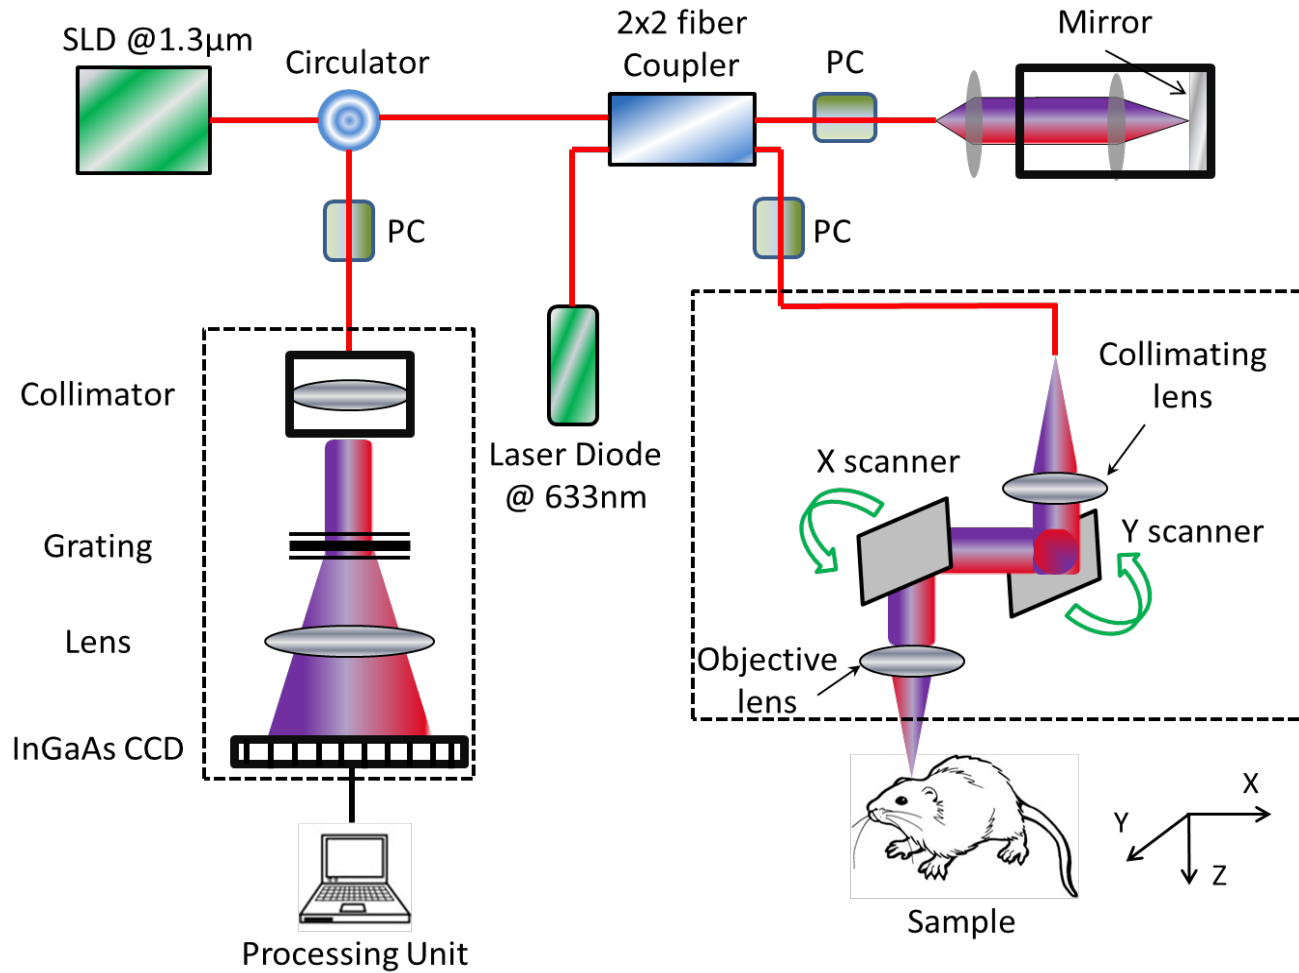 SLD @1.3µm
Circulator
2x2 fiber
Coupler
PC
Mirror
PC
PC
Collimator
Laser Diode
@ 633nm
Collimating
lens
X scanner
Y scanner
Grating
Lens
Objective
lens
InGaAs CCD
X
Y
Z
Sample
Processing Unit